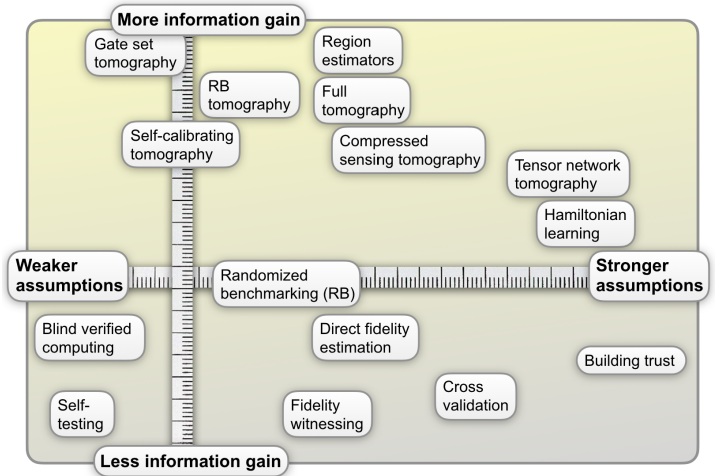 More information gain
Gate set
tomography
Region
estimators
RB
tomography
Full
tomography
Self-calibrating
tomography
Compressed
sensing tomography
Tensor network
tomography
Hamiltonian
learning
Weaker
assumptions
Stronger
assumptions
Randomized
benchmarking (RB)
Blind verified
computing
Direct fidelity
estimation
Building trust
Self-
testing
Fidelity
witnessing
Cross
validation
Less information gain